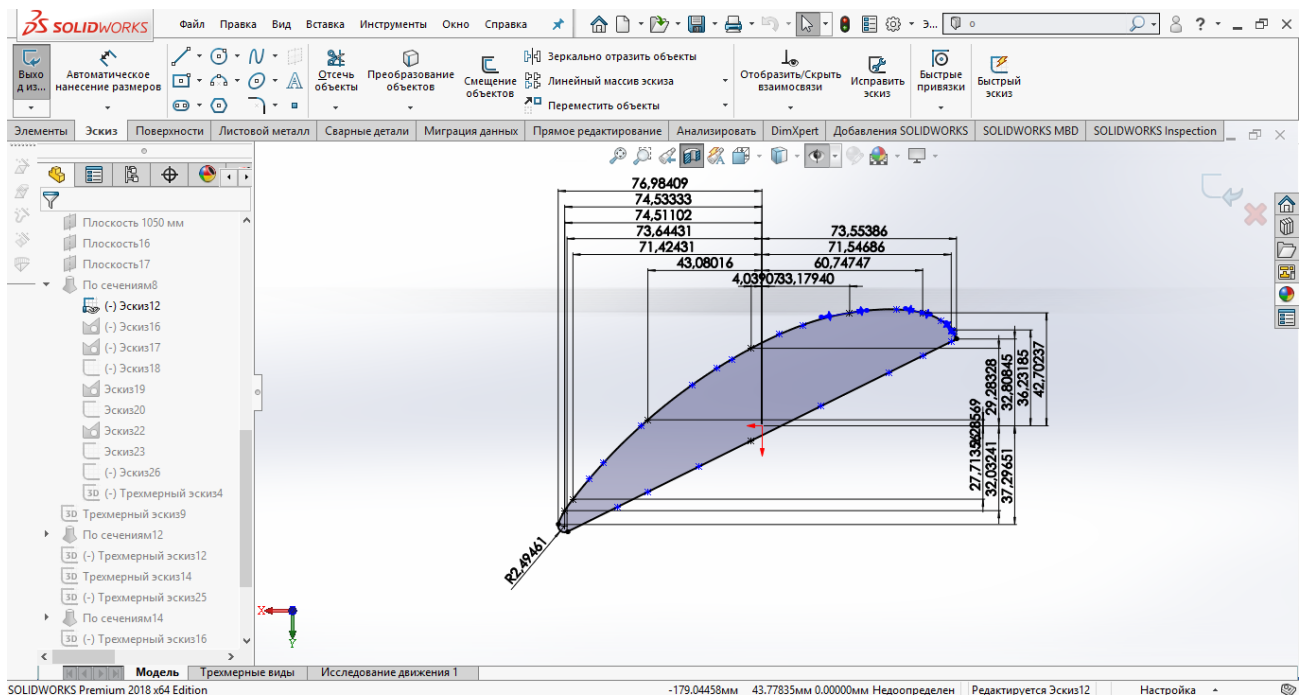 SOLIDWORKS
Файл Правка Вид Вставка Инструменты Окно Справка
Э...
о
?
Выхо
д из...
Автоматическое
нанесение размеров
Отсечь
объекты
Преобразование
объектов
Смещение
объектов
Зеркально отразить объекты
Линейный массив эскиза
Переместить объекты
Отобразить/Скрыть
взаимосвязи
Исправить
эскиз
Быстрые
привязки
Быстрый
эскиз
Элементы Эскиз Поверхности Листовой металл Сварные детали Миграция данных Прямое редактирование Анализировать DimXpert Добавления SOLIDWORKS SOLIDWORKS MBD SOLIDWORKS Inspection
Плоскость 1050 мм
Плоскость16
Плоскость17
По сечениям8
(-) Эскиз12
(-) Эскиз16
(-) Эскиз17
(-) Эскиз18
Эскиз19
Эскиз20
Эскиз22
Эскиз23
(-) Эскиз26
3D (-) Трехмерный эскиз4
3D Трехмерный эскиз9
По сечениям12
3D (-) Трехмерный эскиз12
3D Трехмерный эскиз14
3D (-) Трехмерный эскиз25
По сечениям14
3D (-) Трехмерный эскиз16
76,98409
74,53333
74,51102
73,64431 73,55386
71,42431 71,54686
43,08016 60,74747
4,03907 33,17940
29,28328
32,80845
36,23185
42,70237
32,03241
37,29651
R2,49461
X
Y
Модель Трехмерные виды Исследование движения 1
SOLIDWORKS Premium 2018 x64 Edition
-179.04458мм 43.77835мм 0.00000мм Недоопределен Редактируется Эскиз12 Настройка